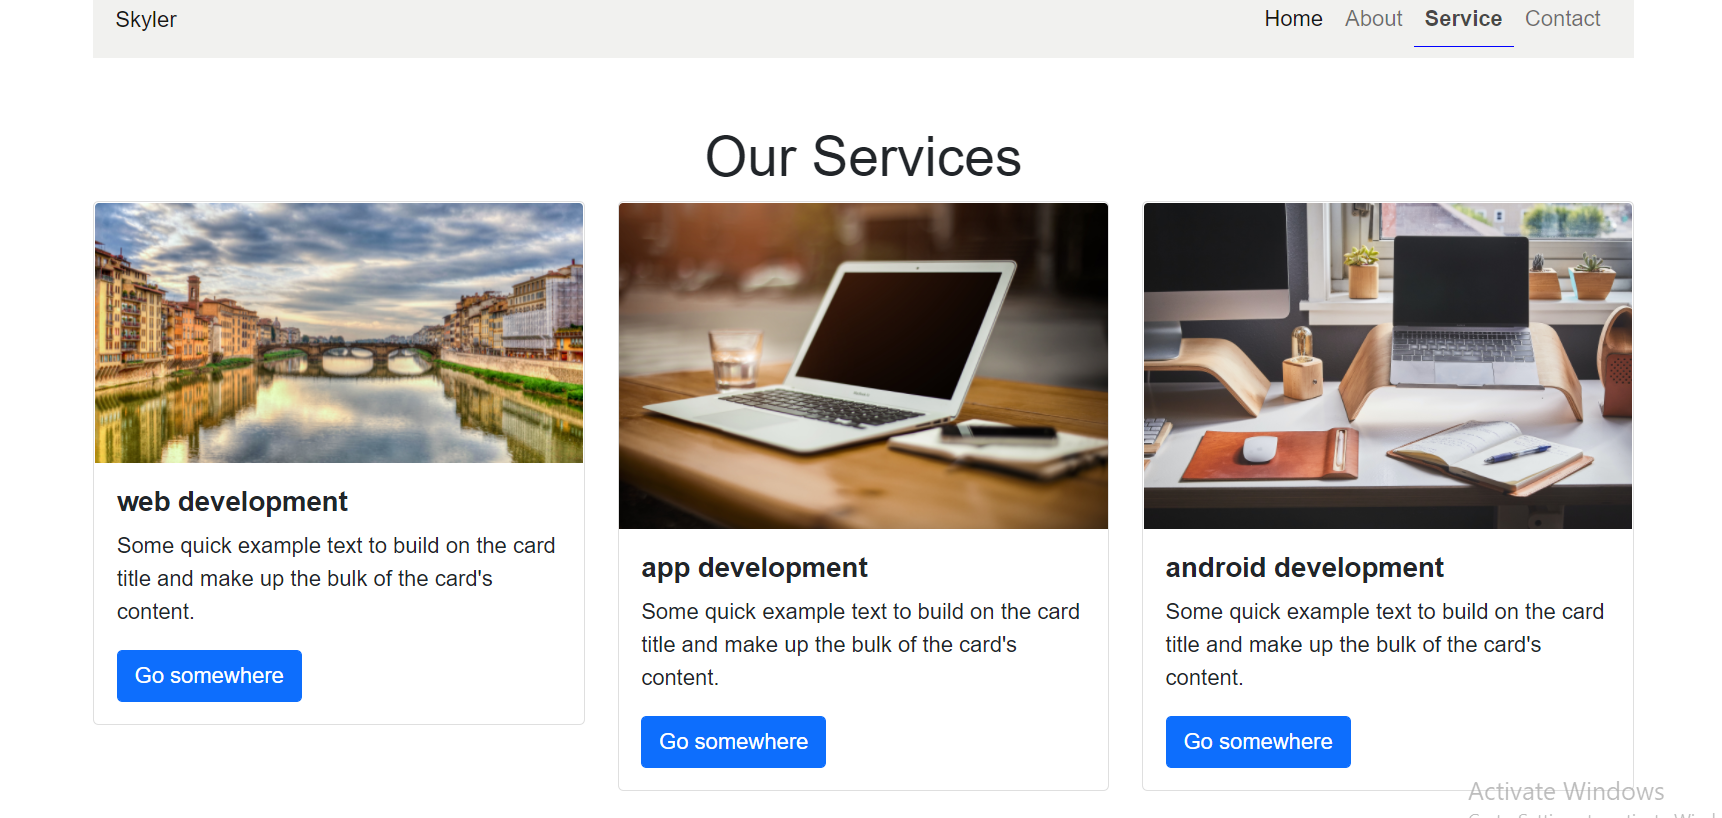 Skyler
Home About Service Contact
Our Services
web development
Some quick example text to build on the card
title and make up the bulk of the card's
content.
Go somewhere
app development
Some quick example text to build on the card
title and make up the bulk of the card's
content.
Go somewhere
android development
Some quick example text to build on the card
title and make up the bulk of the card's
content.
Go somewhere
Activate Windows